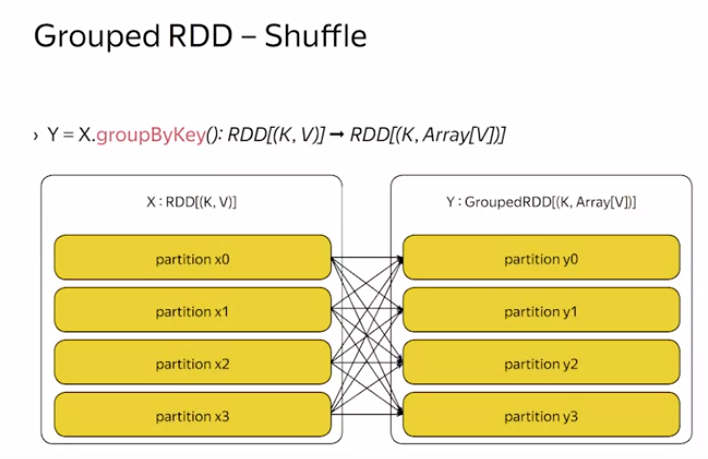 Grouped RDD – Shuffle
› Y = X.groupByKey(): RDD[(K, V)] → RDD[(K, Array[V])]
X : RDD[(K, V)]
partition x0
partition x1
partition x2
partition x3
Y : GroupedRDD[(K, Array[V])]
partition y0
partition y1
partition y2
partition y3